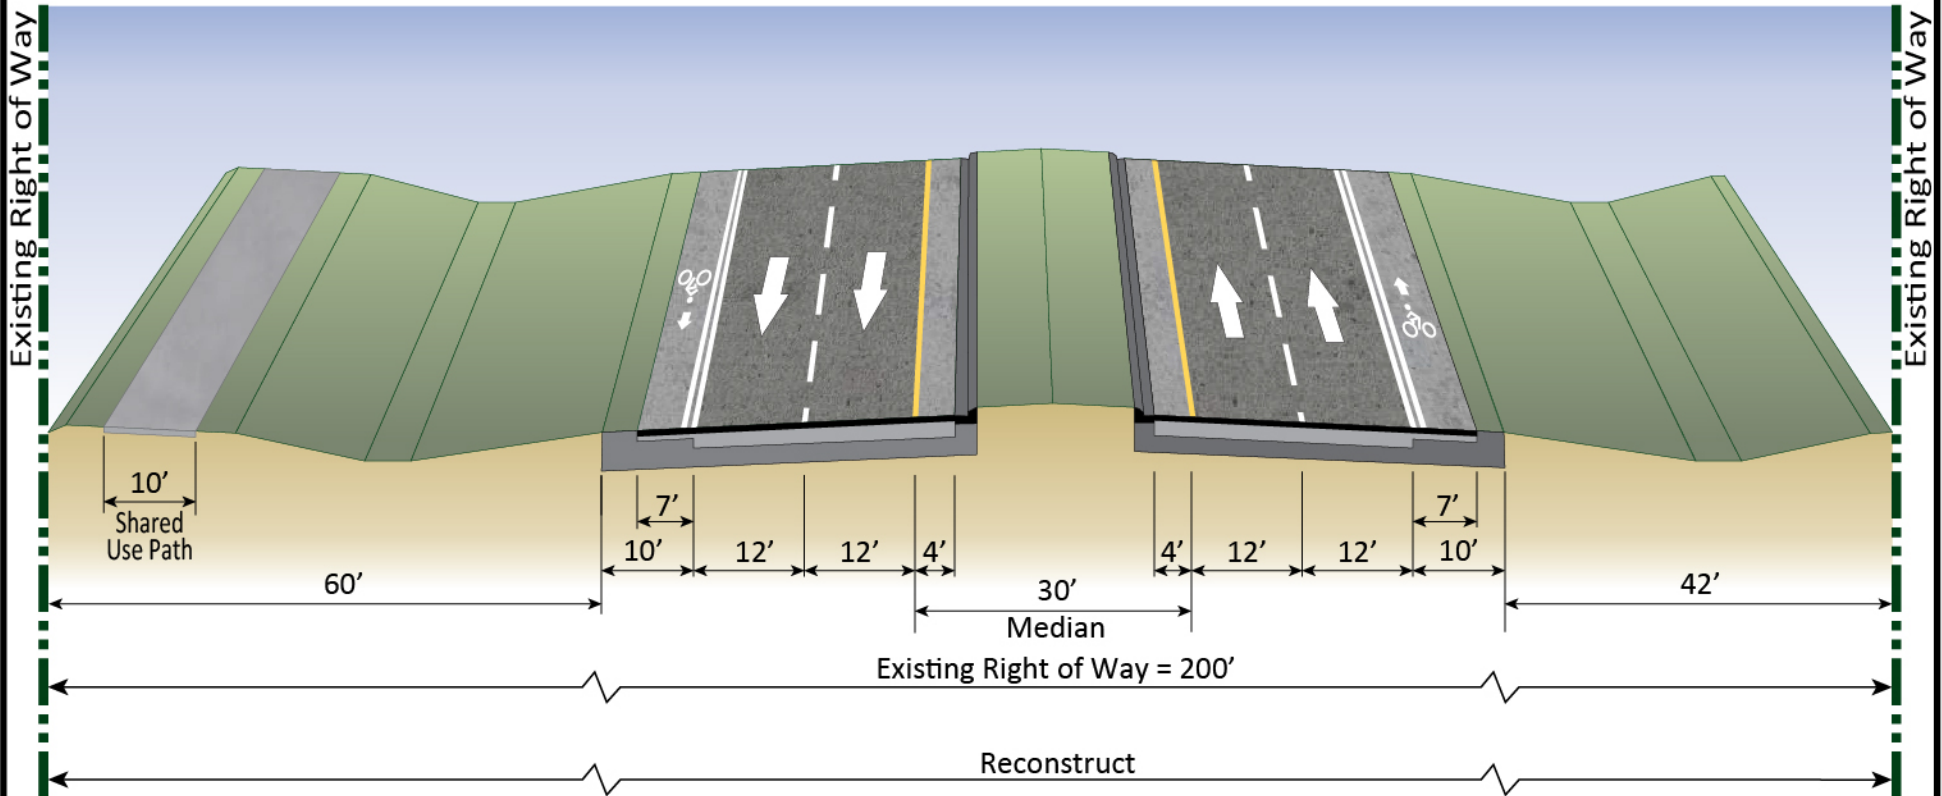 Existing Right of Way
Existing Right of Way
10’
Shared
Use Path
7’
7’
10’
12’
12’
4’
4’
12’
12’
10’
60’
30’
42’
Median
Existing Right of Way = 200’
Reconstruct